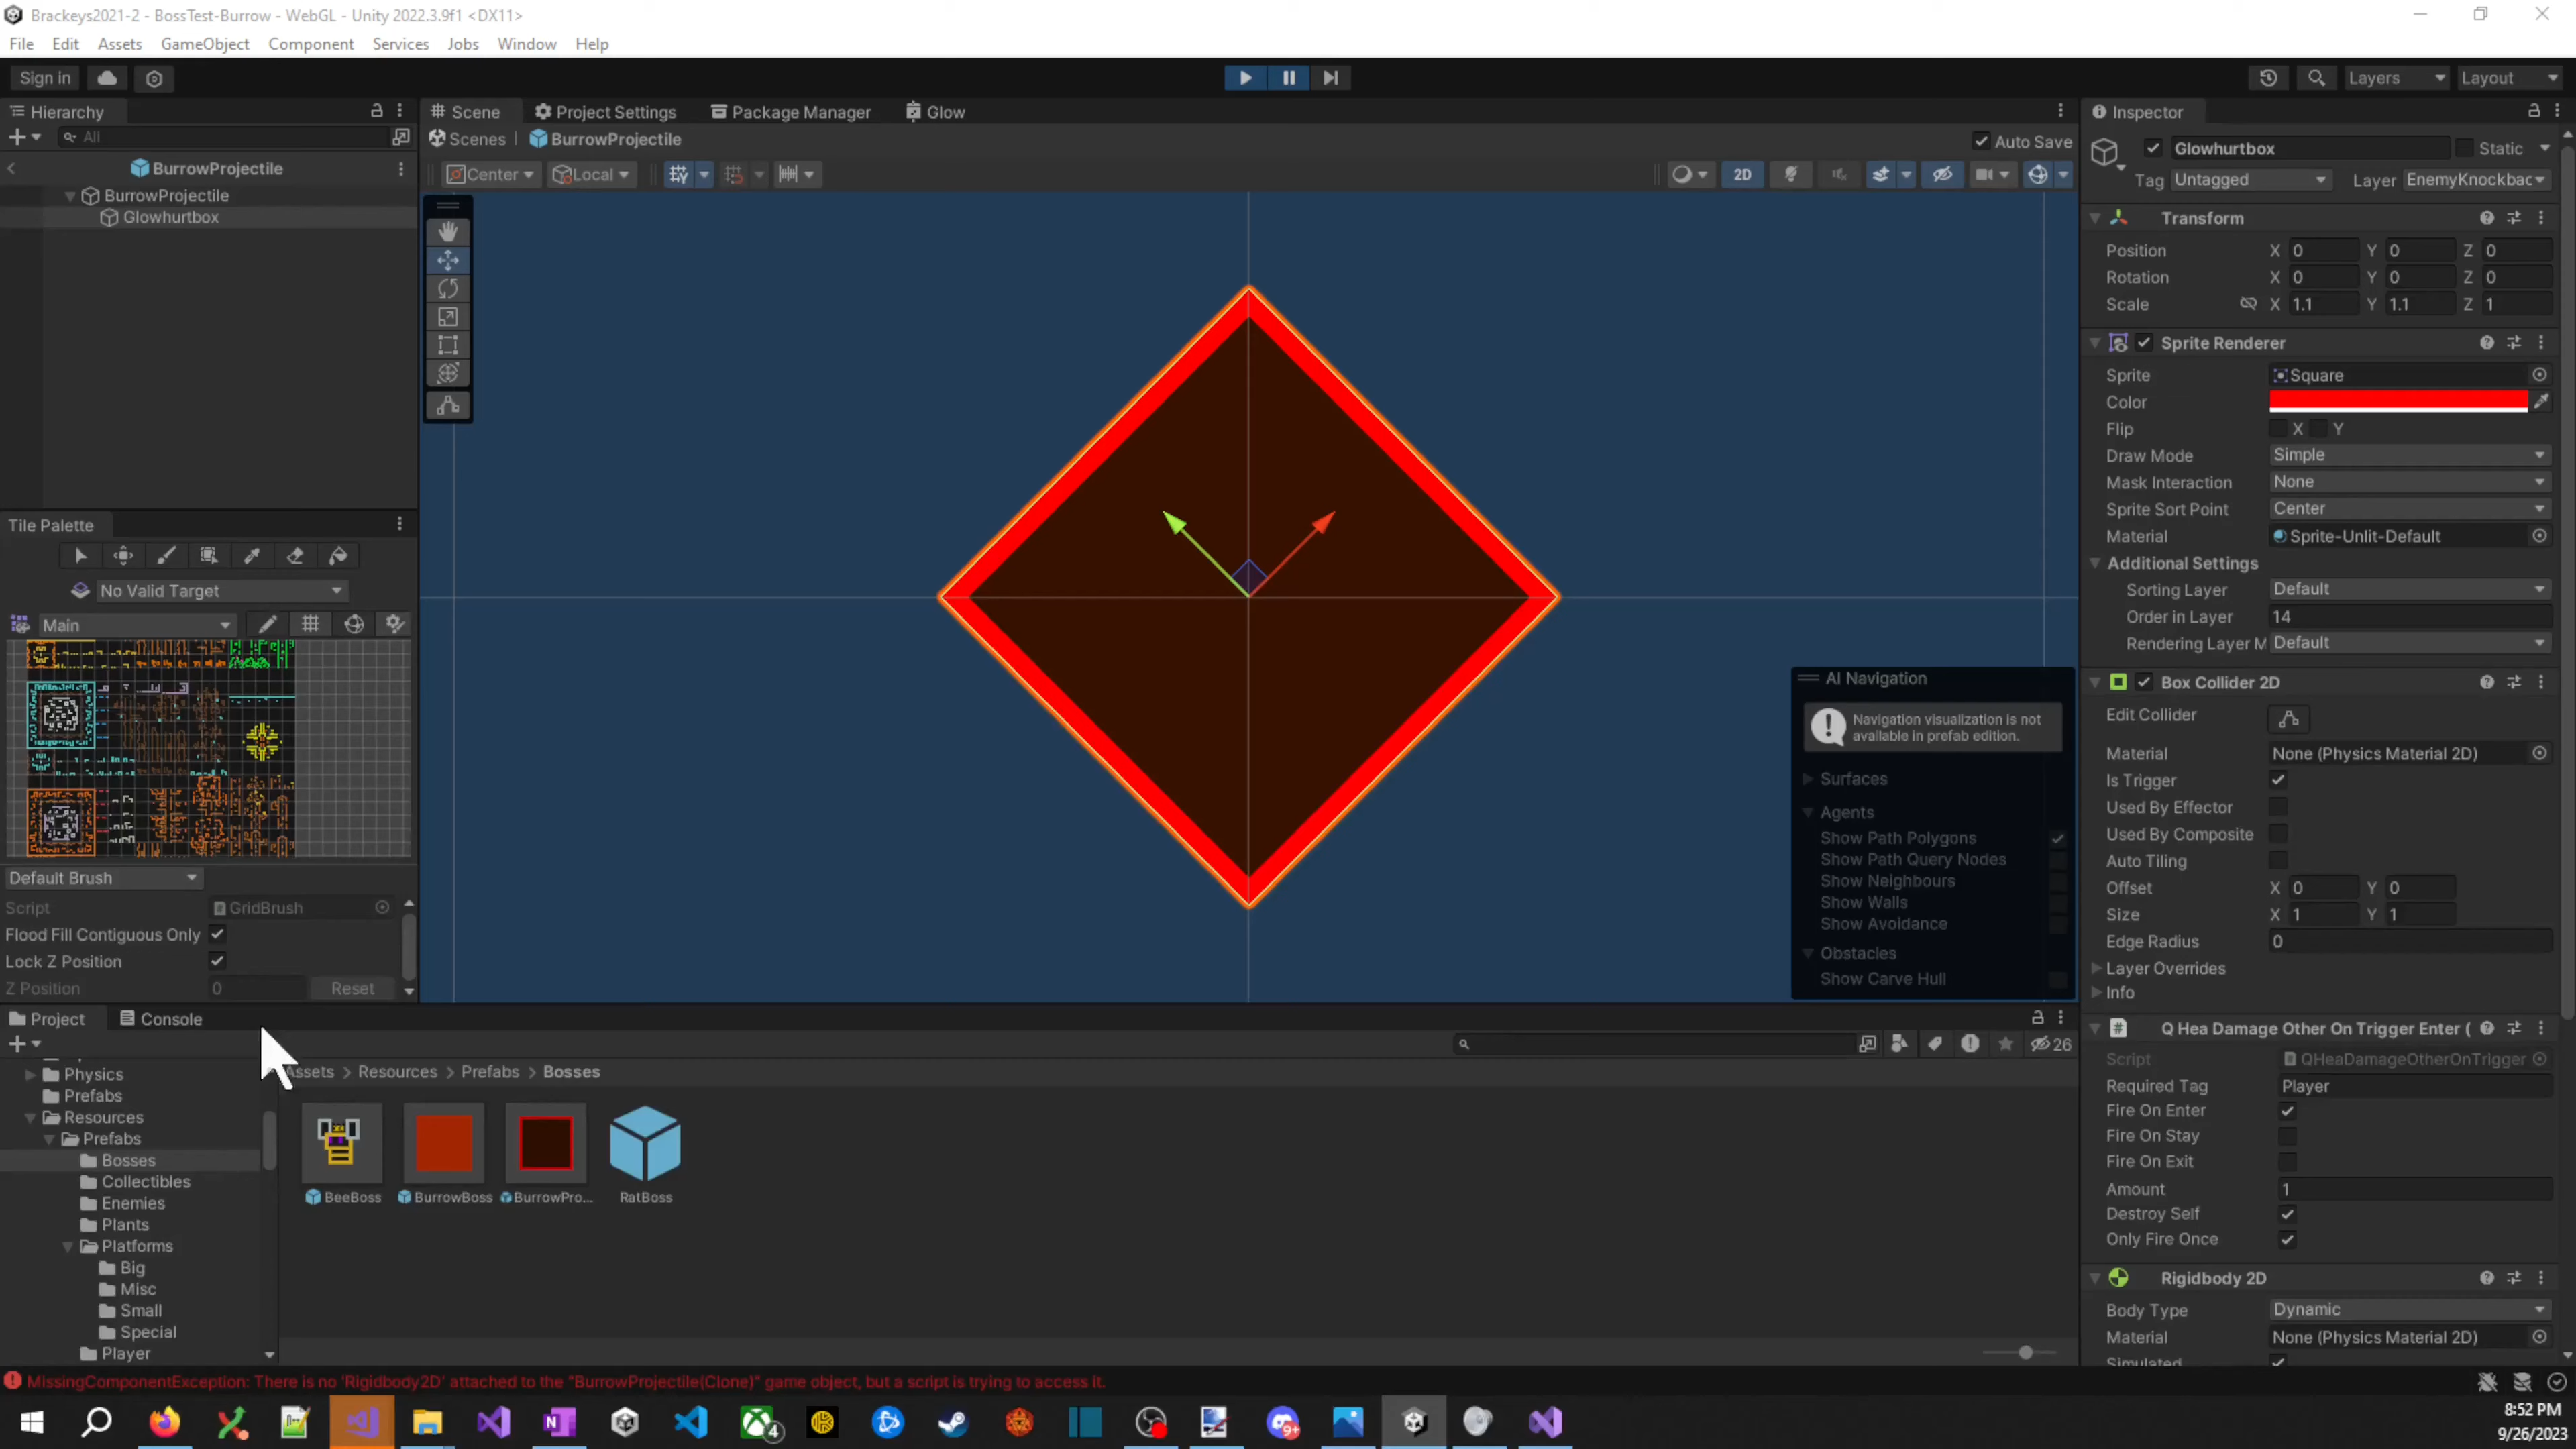 Brackeys2021-2 - BossTest-Burrow - WebGL - Unity 2022.3.9f1 <DX11>
File Edit Assets GameObject Component Services Jobs Window Help
Sign in
Layers Layout
Hierarchy
All
BurrowProjectile
BurrowProjectile
Glowhurtbox
Scene Project Settings Package Manager Glow
Scenes BurrowProjectile
Auto Save
Center Local
2D
Tile Palette
No Valid Target
Main
Default Brush
Script GridBrush
Flood Fill Contiguous Only
Lock Z Position
Z Position 0 Reset
AI Navigation
Navigation visualization is not
available in prefab edition.
Surfaces
Agents
Show Path Polygons
Show Path Query Nodes
Show Neighbours
Show Walls
Show Avoidance
Obstacles
Show Carve Hull
Inspector
Glowhurtbox Static
Tag Untagged Layer EnemyKnockbac
Transform
Position X 0 Y 0 Z 0
Rotation X 0 Y 0 Z 0
Scale X 1.1 Y 1.1 Z 1
Sprite Renderer
Sprite Square
Color
Flip X Y
Draw Mode Simple
Mask Interaction None
Sprite Sort Point Center
Material Sprite-Unlit-Default
Additional Settings
Sorting Layer Default
Order in Layer 14
Rendering Layer M Default
Box Collider 2D
Edit Collider
Material None (Physics Material 2D)
Is Trigger
Used By Effector
Used By Composite
Auto Tiling
Offset X 0 Y 0
Size X 1 Y 1
Edge Radius 0
Layer Overrides
Info
Q Hea Damage Other On Trigger Enter (
Script QHeaDamageOtherOnTrigger
Required Tag Player
Fire On Enter
Fire On Stay
Fire On Exit
Amount 1
Destroy Self
Only Fire Once
Rigidbody 2D
Body Type Dynamic
Material None (Physics Material 2D)
Simulated
Project Console
26
Physics
Prefabs
Resources
Prefabs
Bosses
Collectibles
Enemies
Plants
Platforms
Big
Misc
Small
Special
Player
Assets > Resources > Prefabs > Bosses
BeeBoss BurrowBoss BurrowPro... RatBoss
MissingComponentException: There is no 'Rigidbody2D' attached to the "BurrowProjectile(Clone)" game object, but a script is trying to access it.
4
9+
8:52 PM
9/26/2023